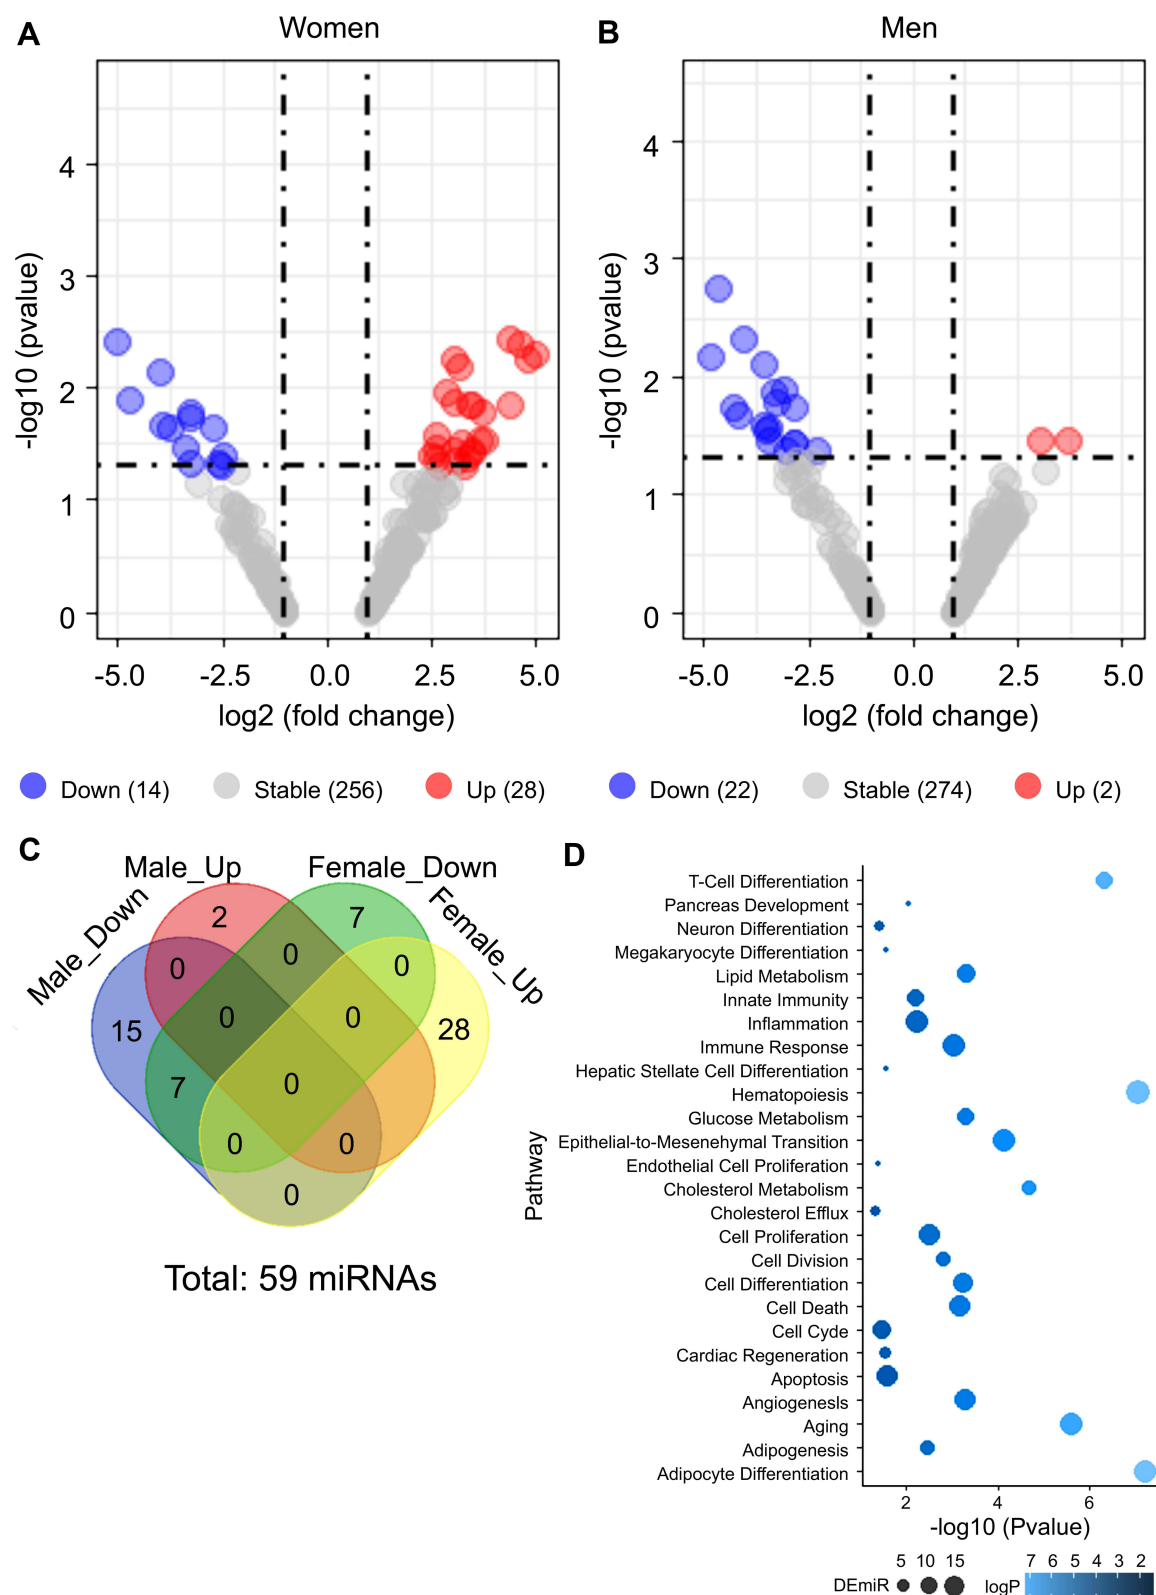 A
Women
B
Men
4
3
2
1
0
-log10 (pvalue)
-5.0 -2.5 0.0 2.5 5.0
log2 (fold change)
4
3
2
1
0
-log10 (pvalue)
-5.0 -2.5 0.0 2.5 5.0
log2 (fold change)
Down (14) Stable (256) Up (28)
Down (22) Stable (274) Up (2)
C
Male_Down
Male_Up
Female_Down
Female_Up
2
7
0
0
0
15
0
0
28
7
0
0
0
0
Total: 59 miRNAs
D
Pathway
T-Cell Differentiation
Pancreas Development
Neuron Differentiation
Megakaryocyte Differentiation
Lipid Metabolism
Innate Immunity
Inflammation
Immune Response
Hepatic Stellate Cell Differentiation
Hematopoiesis
Glucose Metabolism
Epithelial-to-Mesenehymal Transition
Endothelial Cell Proliferation
Cholesterol Metabolism
Cholesterol Efflux
Cell Proliferation
Cell Division
Cell Differentiation
Cell Death
Cell Cyde
Cardiac Regeneration
Apoptosis
Angiogenesls
Aging
Adipogenesis
Adipocyte Differentiation
2 4 6
-log10 (Pvalue)
5 10 15
DEmiR
7 6 5 4 3 2
logP